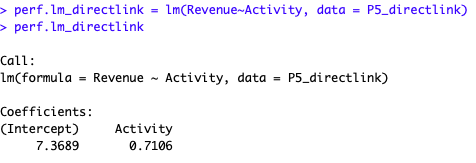 > perf.lm_directlink = lm(Revenue~Activity, data = P5_directlink)
> perf.lm_directlink
Call:
lm(formula = Revenue ~ Activity, data = P5_directlink)
Coefficients:
(Intercept)     Activity
     7.3689       0.7106